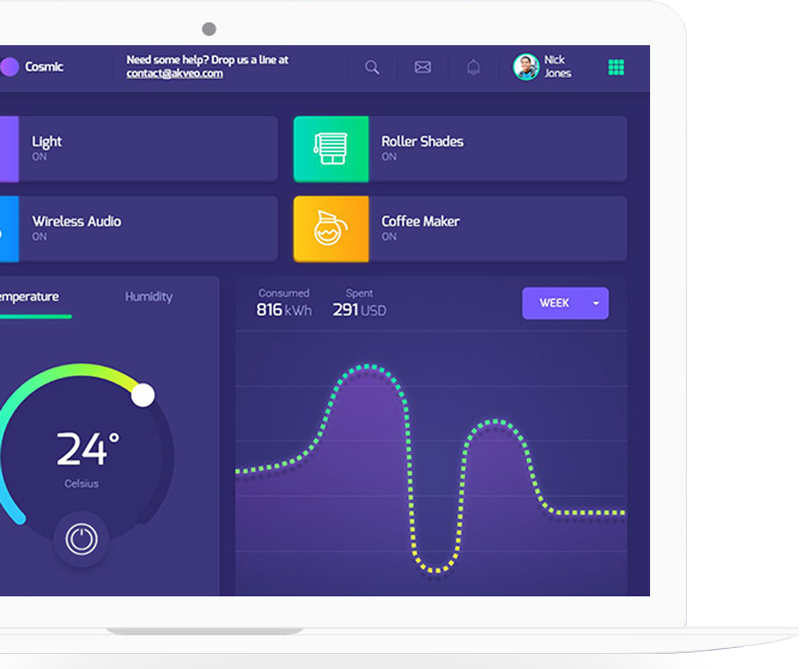 Cosmic
Need some help? Drop us a line at
contact@akveo.com
Nick
Jones
Light
ON
Roller Shades
ON
Wireless Audio
ON
Coffee Maker
ON
emperature
Humidity
Consumed
816 kWh
Spent
291 USD
WEEK
24°
Celsius